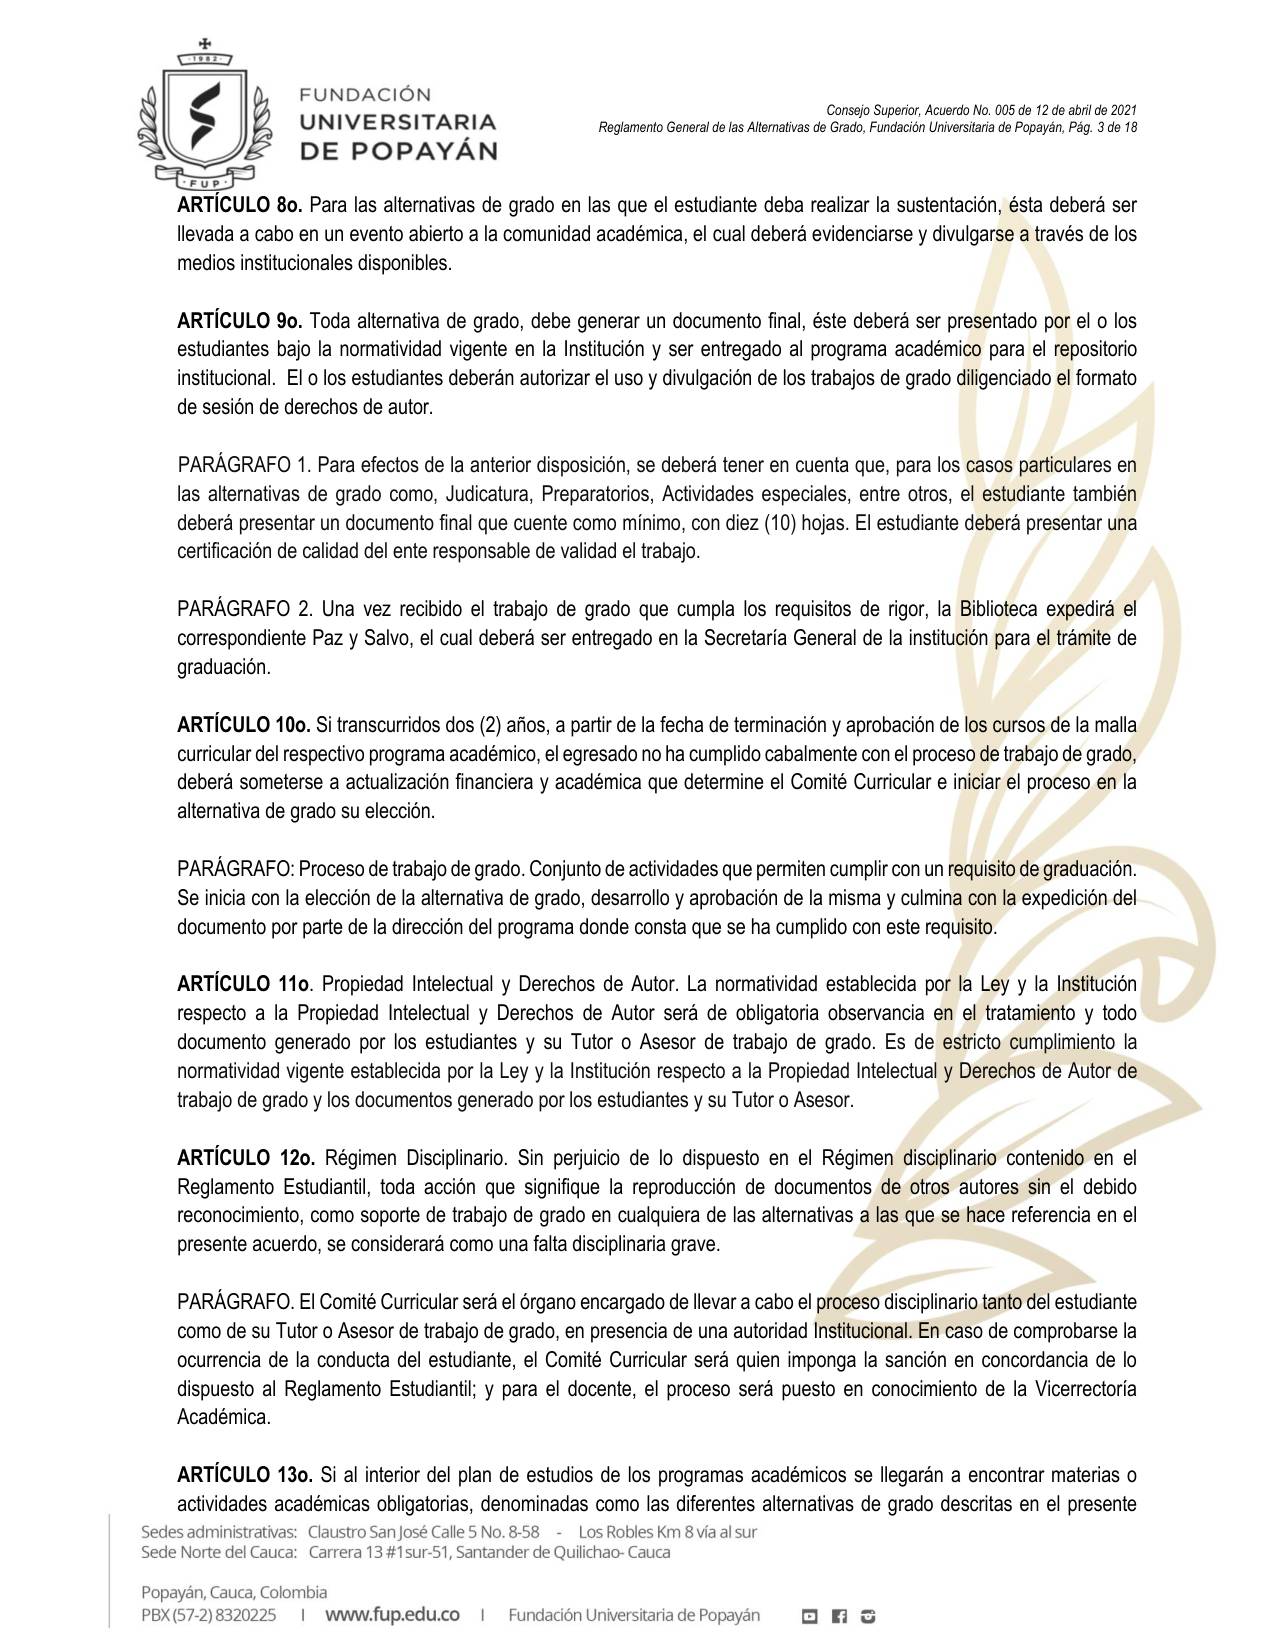 1982
FUP
FUNDACIÓN
UNIVERSITARIA
DE POPAYÁN
Consejo Superior, Acuerdo No. 005 de 12 de abril de 2021
Reglamento General de las Alternativas de Grado, Fundación Universitaria de Popayán, Pág. 3 de 18
ARTÍCULO 8o. Para las alternativas de grado en las que el estudiante deba realizar la sustentación, ésta deberá ser
llevada a cabo en un evento abierto a la comunidad académica, el cual deberá evidenciarse y divulgarse a través de los
medios institucionales disponibles.
ARTÍCULO 9o. Toda alternativa de grado, debe generar un documento final, éste deberá ser presentado por el o los
estudiantes bajo la normatividad vigente en la Institución y ser entregado al programa académico para el repositorio
institucional. El o los estudiantes deberán autorizar el uso y divulgación de los trabajos de grado diligenciado el formato
de sesión de derechos de autor.
PARÁGRAFO 1. Para efectos de la anterior disposición, se deberá tener en cuenta que, para los casos particulares en
las alternativas de grado como, Judicatura, Preparatorios, Actividades especiales, entre otros, el estudiante también
deberá presentar un documento final que cuente como mínimo, con diez (10) hojas. El estudiante deberá presentar una
certificación de calidad del ente responsable de validad el trabajo.
PARÁGRAFO 2. Una vez recibido el trabajo de grado que cumpla los requisitos de rigor, la Biblioteca expedirá el
correspondiente Paz y Salvo, el cual deberá ser entregado en la Secretaría General de la institución para el trámite de
graduación.
ARTÍCULO 10o. Si transcurridos dos (2) años, a partir de la fecha de terminación y aprobación de los cursos de la malla
curricular del respectivo programa académico, el egresado no ha cumplido cabalmente con el proceso de trabajo de grado,
deberá someterse a actualización financiera y académica que determine el Comité Curricular e iniciar el proceso en la
alternativa de grado su elección.
PARÁGRAFO: Proceso de trabajo de grado. Conjunto de actividades que permiten cumplir con un requisito de graduación.
Se inicia con la elección de la alternativa de grado, desarrollo y aprobación de la misma y culmina con la expedición del
documento por parte de la dirección del programa donde consta que se ha cumplido con este requisito.
ARTÍCULO 11o. Propiedad Intelectual y Derechos de Autor. La normatividad establecida por la Ley y la Institución
respecto a la Propiedad Intelectual y Derechos de Autor será de obligatoria observancia en el tratamiento y todo
documento generado por los estudiantes y su Tutor o Asesor de trabajo de grado. Es de estricto cumplimiento la
normatividad vigente establecida por la Ley y la Institución respecto a la Propiedad Intelectual y Derechos de Autor de
trabajo de grado y los documentos generado por los estudiantes y su Tutor o Asesor.
ARTÍCULO 12o. Régimen Disciplinario. Sin perjuicio de lo dispuesto en el Régimen disciplinario contenido en el
Reglamento Estudiantil, toda acción que signifique la reproducción de documentos de otros autores sin el debido
reconocimiento, como soporte de trabajo de grado en cualquiera de las alternativas a las que se hace referencia en el
presente acuerdo, se considerará como una falta disciplinaria grave.
PARÁGRAFO. El Comité Curricular será el órgano encargado de llevar a cabo el proceso disciplinario tanto del estudiante
como de su Tutor o Asesor de trabajo de grado, en presencia de una autoridad Institucional. En caso de comprobarse la
ocurrencia de la conducta del estudiante, el Comité Curricular será quien imponga la sanción en concordancia de lo
dispuesto al Reglamento Estudiantil; y para el docente, el proceso será puesto en conocimiento de la Vicerrectoría
Académica.
ARTÍCULO 13o. Si al interior del plan de estudios de los programas académicos se llegarán a encontrar materias o
actividades académicas obligatorias, denominadas como las diferentes alternativas de grado descritas en el presente
Sedes administrativas: Claustro San José Calle 5 No. 8-58 - Los Robles Km 8 vía al sur
Sede Norte del Cauca: Carrera 13 #1sur-51, Santander de Quilichao- Cauca
Popayán, Cauca, Colombia
PBX (57-2) 8320225 I www.fup.edu.co I Fundación Universitaria de Popayán